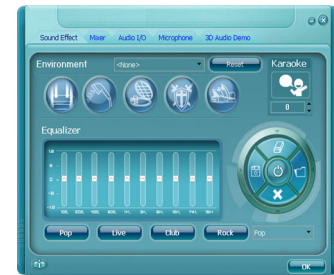 Sound Effect Mixer Audio I/O Microphone 3D Audio Demo
Environment <None> Reset Karaoke
0
Equalizer
Pop Live Club Rock Pop
OK